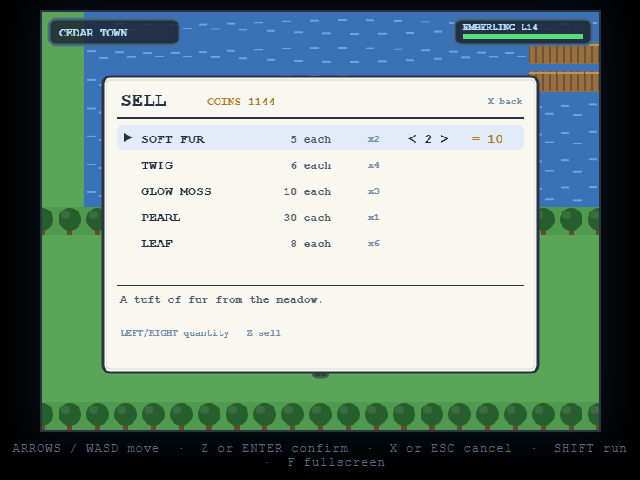 CEDAR TOWN
EMBERLING L14
SELL COINS 1144 X back
SOFT FUR 5 each x2 < 2 > = 10
TWIG 6 each x4
GLOW MOSS 10 each x3
PEARL 30 each x1
LEAF 8 each x6
A tuft of fur from the meadow.
LEFT/RIGHT quantity Z sell
ARROWS / WASD move · Z or ENTER confirm · X or ESC cancel · SHIFT run
· F fullscreen